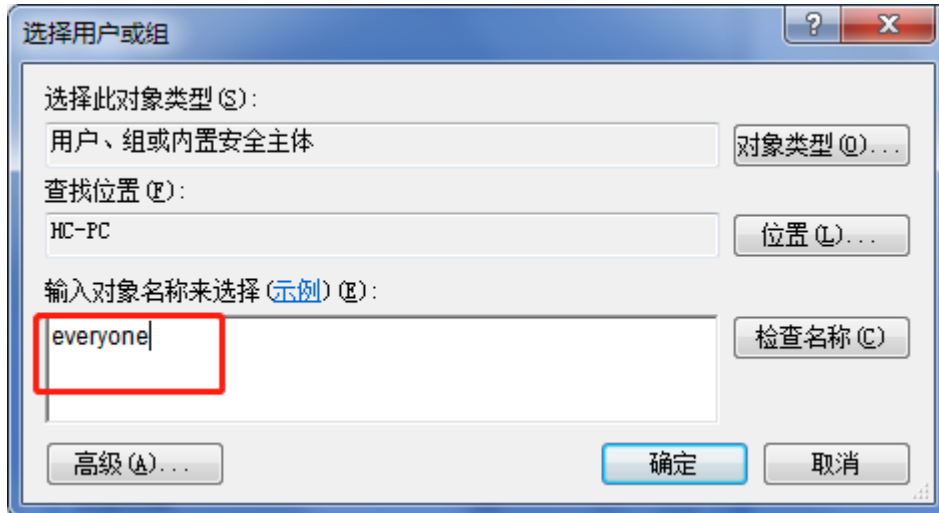 选择用户或组
选择此对象类型(S):
用户、组或内置安全主体
对象类型(O)...
查找位置(F):
HC-PC
位置(L)...
输入对象名称来选择(示例)(E):
everyone
检查名称(C)
高级(A)...
确定
取消